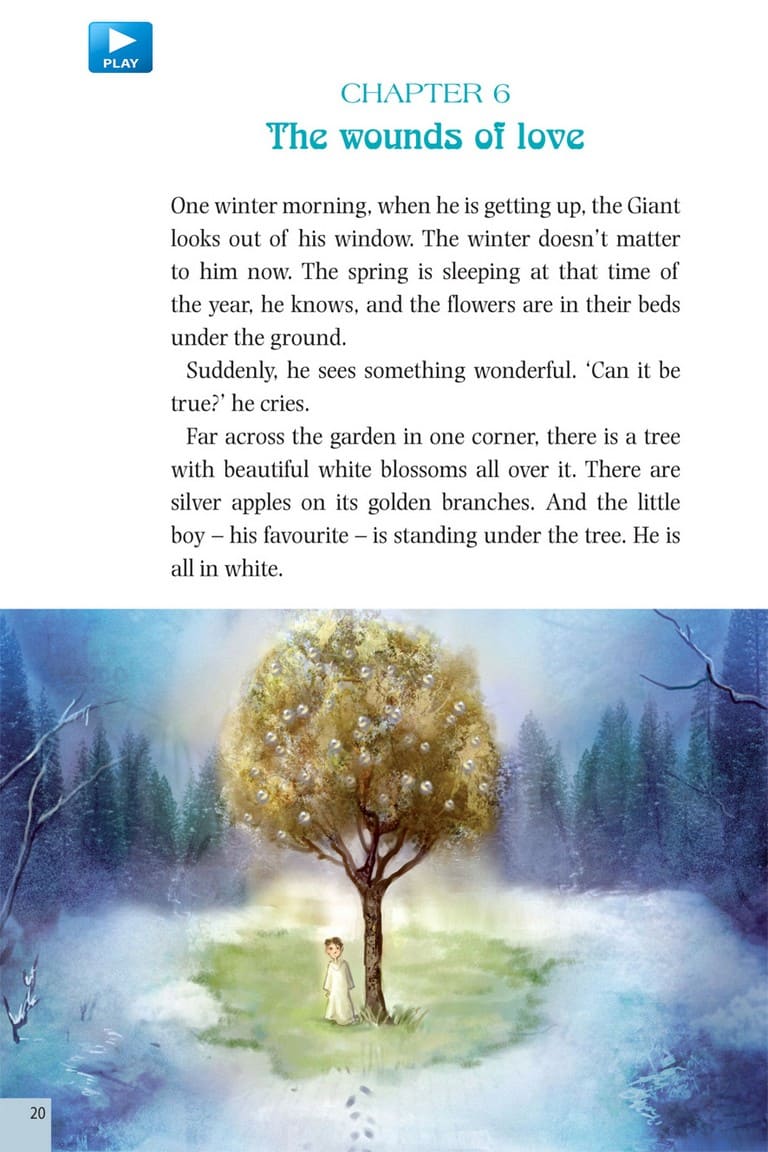 PLAY
CHAPTER 6
The wounds of love
One winter morning, when he is getting up, the Giant
looks out of his window. The winter doesn’t matter
to him now. The spring is sleeping at that time of
the year, he knows, and the flowers are in their beds
under the ground.
Suddenly, he sees something wonderful. ‘Can it be
true?’ he cries.
Far across the garden in one corner, there is a tree
with beautiful white blossoms all over it. There are
silver apples on its golden branches. And the little
boy – his favourite – is standing under the tree. He is
all in white.
20